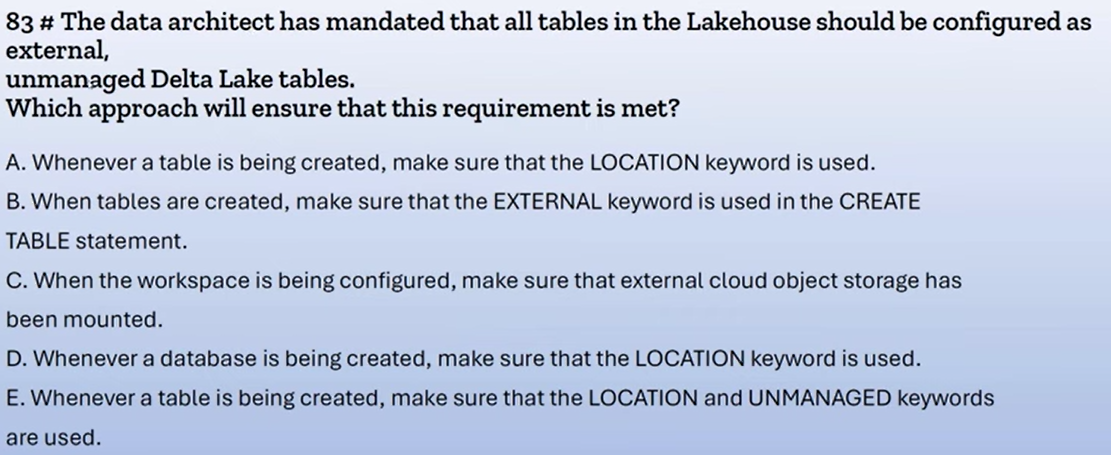 83 # The data architect has mandated that all tables in the Lakehouse should be configured as
external,
unmanaged Delta Lake tables.
Which approach will ensure that this requirement is met?
A. Whenever a table is being created, make sure that the LOCATION keyword is used.
B. When tables are created, make sure that the EXTERNAL keyword is used in the CREATE
TABLE statement.
C. When the workspace is being configured, make sure that external cloud object storage has
been mounted.
D. Whenever a database is being created, make sure that the LOCATION keyword is used.
E. Whenever a table is being created, make sure that the LOCATION and UNMANAGED keywords
are used.